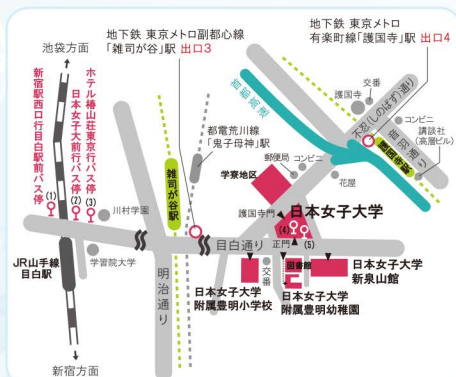 地下鉄 東京メトロ副都心線
「雑司が谷」駅 出口3
地下鉄 東京メトロ
有楽町線「護国寺」駅 出口4
池袋方面
新宿駅西口行目白駅前バス停
日本女子大前行バス停
ホテル椿山荘東京行バス停
(1)
(2)
(3)
川村学園
学習院大学
JR山手線
目白駅
新宿方面
雑司が谷駅
都電荒川線
「鬼子母神」駅
明治通り
目白通り
首都高速
護国寺
交番
不忍(しのばず)通り
音羽通り
コンビニ
講談社
(高層ビル)
護国寺駅
郵便局
コンビニ
花屋
学寮地区
護国寺門
日本女子大学
(4)
(5)
正門
交番
図書館
日本女子大学
附属豊明小学校
日本女子大学
附属豊明幼稚園
日本女子大学
新泉山館